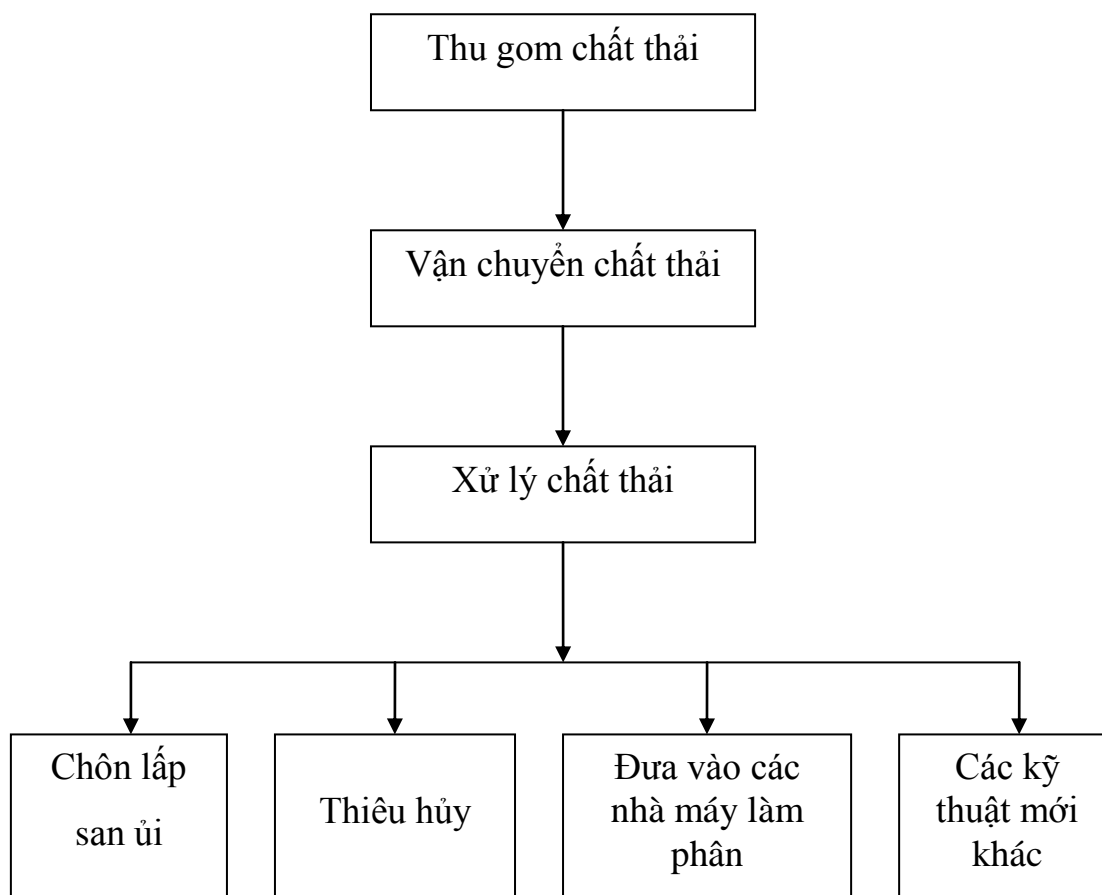 Thu gom chất thải
Vận chuyển chất thải
Xử lý chất thải
Chôn lấp
san ủi
Thiêu hủy
Đưa vào các
nhà máy làm
phân
Các kỹ
thuật mới
khác